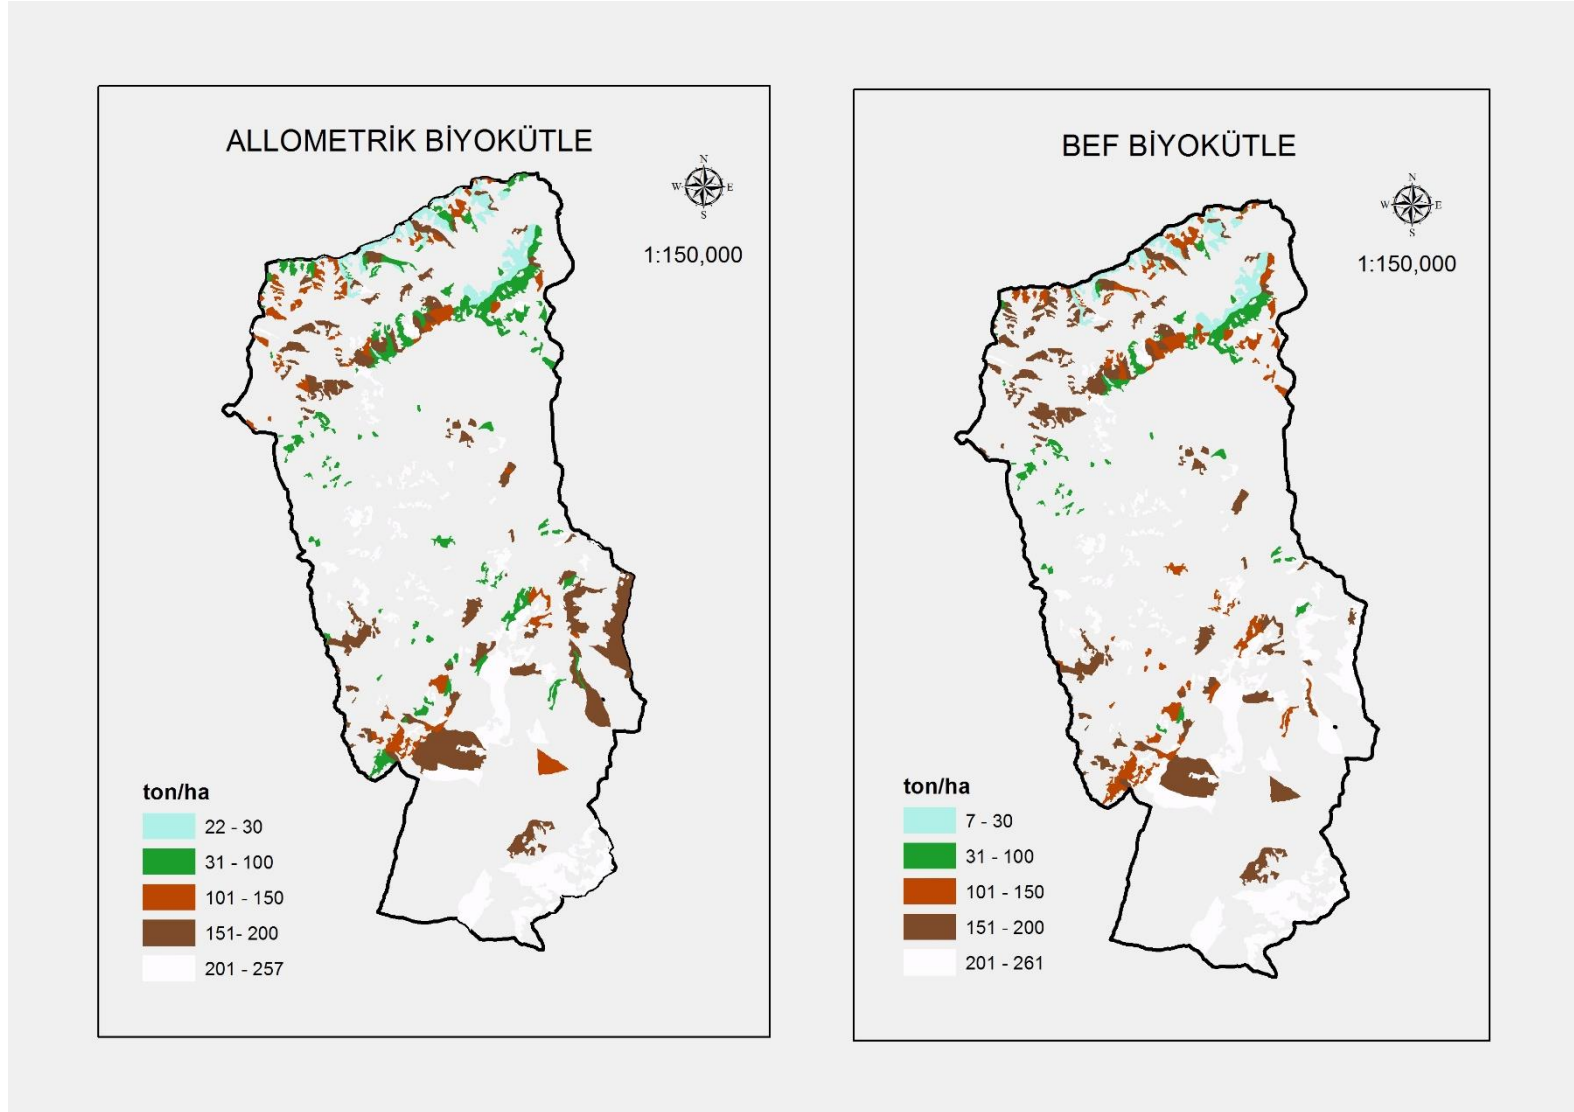 ALLOMETRİK BİYOKÜTLE
N
W E
S
1:150,000
ton/ha
22 - 30
31 - 100
101 - 150
151- 200
201 - 257
BEF BİYOKÜTLE
N
W E
S
1:150,000
ton/ha
7 - 30
31 - 100
101 - 150
151 - 200
201 - 261